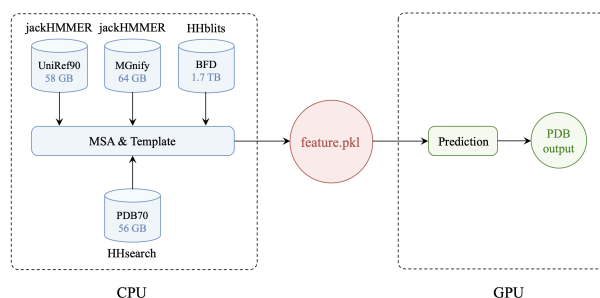 jackHMMER
jackHMMER
HHblits
UniRef90
58 GB
MGnify
64 GB
BFD
1.7 TB
MSA & Template
feature.pkl
Prediction
PDB
output
PDB70
56 GB
HHsearch
CPU
GPU